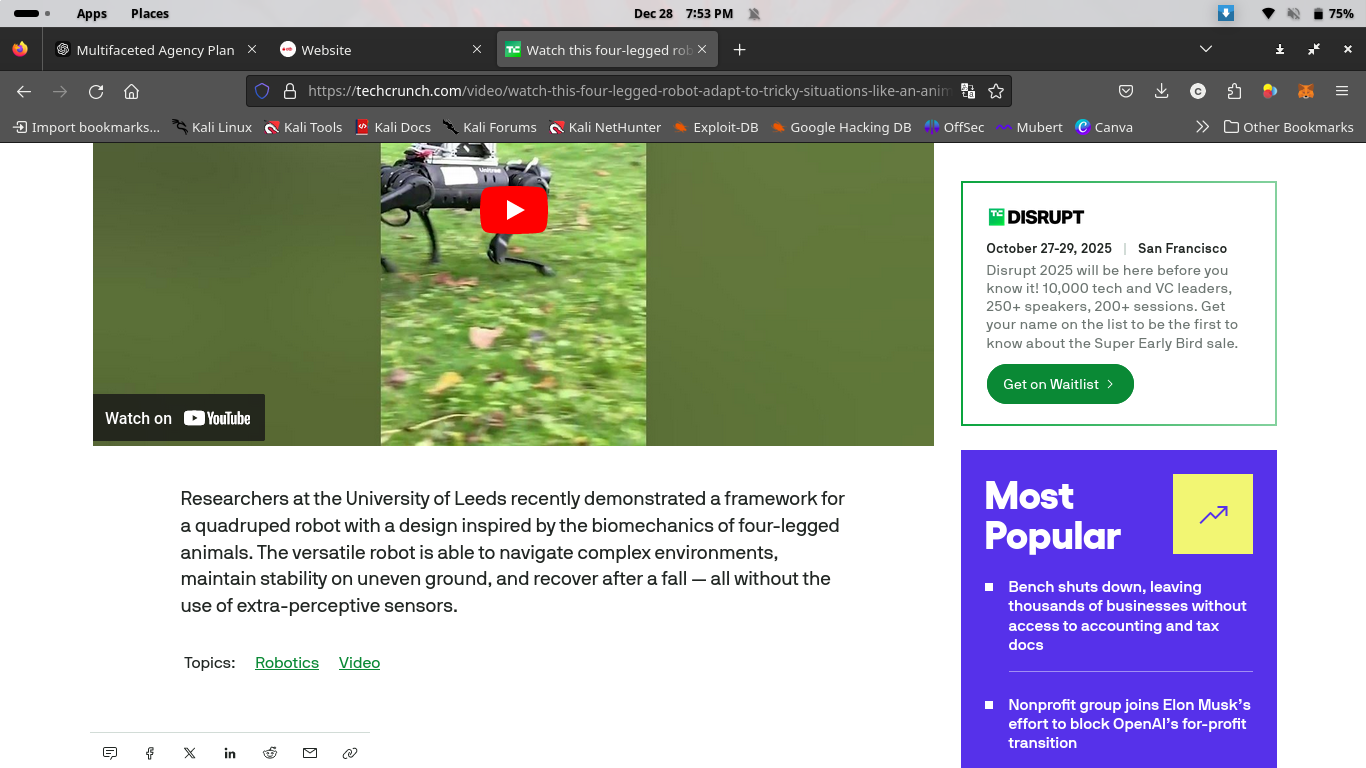 Apps Places Dec 28 7:53 PM 75%
Multifaceted Agency Plan Website Watch this four-legged rob
https://techcrunch.com/video/watch-this-four-legged-robot-adapt-to-tricky-situations-like-an-anim
Import bookmarks... Kali Linux Kali Tools Kali Docs Kali Forums Kali NetHunter Exploit-DB Google Hacking DB OffSec Mubert Canva Other Bookmarks
Unitree
Watch on YouTube
Researchers at the University of Leeds recently demonstrated a framework for
a quadruped robot with a design inspired by the biomechanics of four-legged
animals. The versatile robot is able to navigate complex environments,
maintain stability on uneven ground, and recover after a fall — all without the
use of extra-perceptive sensors.
Topics: Robotics Video
TC DISRUPT
October 27-29, 2025 | San Francisco
Disrupt 2025 will be here before you
know it! 10,000 tech and VC leaders,
250+ speakers, 200+ sessions. Get
your name on the list to be the first to
know about the Super Early Bird sale.
Get on Waitlist
Most
Popular
Bench shuts down, leaving
thousands of businesses without
access to accounting and tax
docs
Nonprofit group joins Elon Musk's
effort to block OpenAI's for-profit
transition